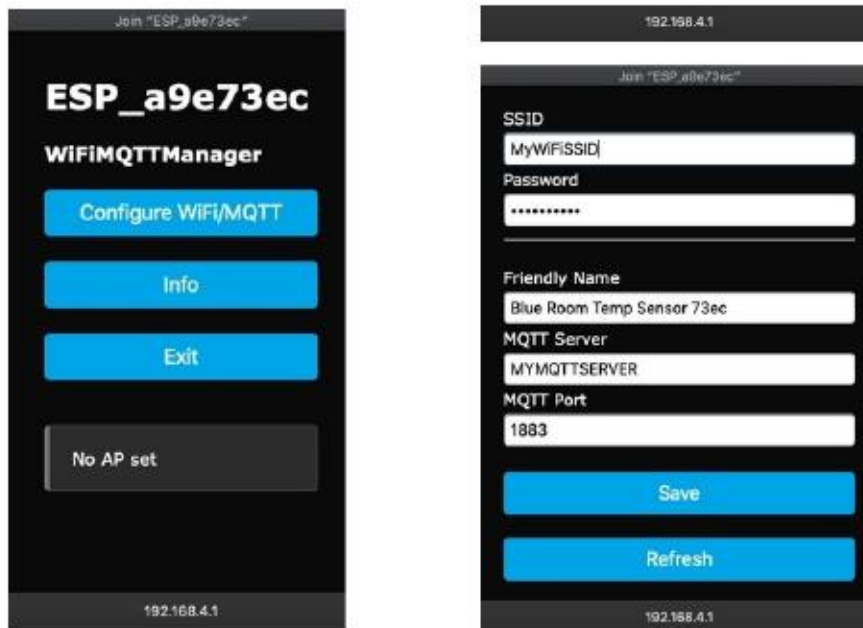 Join "ESP_a9e73ec"
ESP_a9e73ec
WiFiMQTTManager
Configure WiFi/MQTT
Info
Exit
No AP set
192.168.4.1
192.168.4.1
Join "ESP_a9e73ec"
SSID
MyWiFiSSID
Password
••••••••••
Friendly Name
Blue Room Temp Sensor 73ec
MQTT Server
MYMQTTSERVER
MQTT Port
1883
Save
Refresh
192.168.4.1